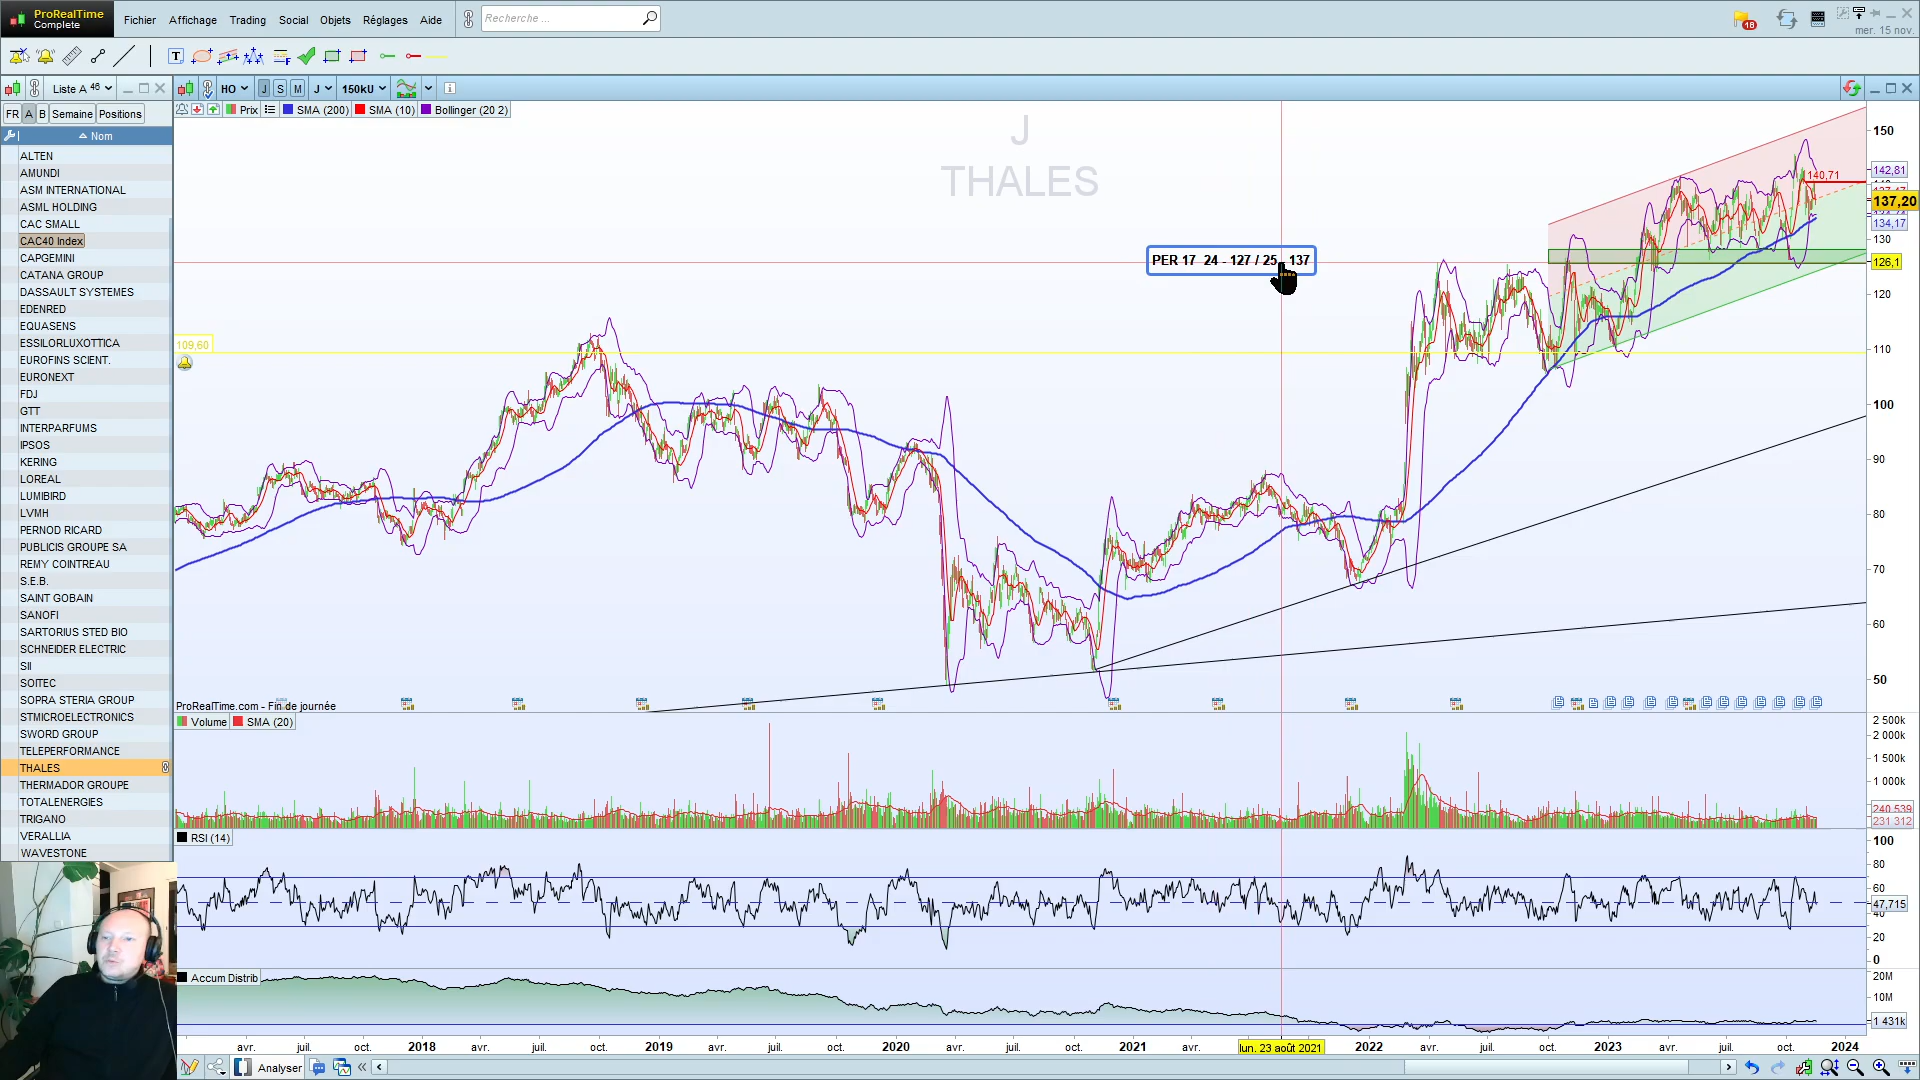 ProRealTime
Complete
Fichier Affichage Trading Social Objets Réglages Aide
Recherche ...
18
mer. 15 nov.
Liste A 46
HO J S M J 150kU
FR A B Semaine Positions
Prix SMA (200) SMA (10) Bollinger (20 2)
Nom
ALTEN
AMUNDI
ASM INTERNATIONAL
ASML HOLDING
CAC SMALL
CAC40 Index
CAPGEMINI
CATANA GROUP
DASSAULT SYSTEMES
EDENRED
EQUASENS
ESSILORLUXOTTICA
EUROFINS SCIENT.
EURONEXT
FDJ
GTT
INTERPARFUMS
IPSOS
KERING
LOREAL
LUMIBIRD
LVMH
PERNOD RICARD
PUBLICIS GROUPE SA
REMY COINTREAU
S.E.B.
SAINT GOBAIN
SANOFI
SARTORIUS STED BIO
SCHNEIDER ELECTRIC
SII
SOITEC
SOPRA STERIA GROUP
STMICROELECTRONICS
SWORD GROUP
TELEPERFORMANCE
THALES
THERMADOR GROUPE
TOTALENERGIES
TRIGANO
VERALLIA
WAVESTONE
J
THALES
PER 17 24 - 127 / 25 137
109,60
140,71
150
142,81
137,20
134,17
130
126,1
120
110
100
90
80
70
60
50
ProRealTime.com - Fin de journée
Volume SMA (20)
2 500k
2 000k
1 500k
1 000k
240 539
231 312
RSI (14)
100
80
60
47,715
40
20
0
Accum Distrib
20M
10M
1 431k
avr. juil. oct. 2018 avr. juil. oct. 2019 avr. juil. oct. 2020 avr. juil. oct. 2021 avr. lun. 23 août 2021 2022 avr. juil. oct. 2023 avr. juil. oct. 2024
Analyser